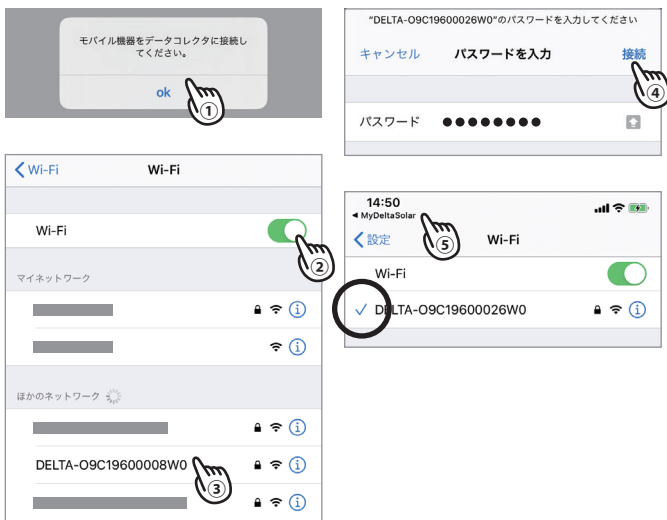 モバイル機器をデータコレクタに接続し
てください。
ok
①
Wi-Fi
Wi-Fi
Wi-Fi
②
マイネットワーク
ほかのネットワーク
DELTA-O9C19600008W0
③
"DELTA-O9C19600026W0"のパスワードを入力してください
キャンセル
パスワードを入力
接続
④
パスワード ●●●●●●●●
14:50
◀ MyDeltaSolar
⑤
設定
Wi-Fi
Wi-Fi
DELTA-O9C19600026W0